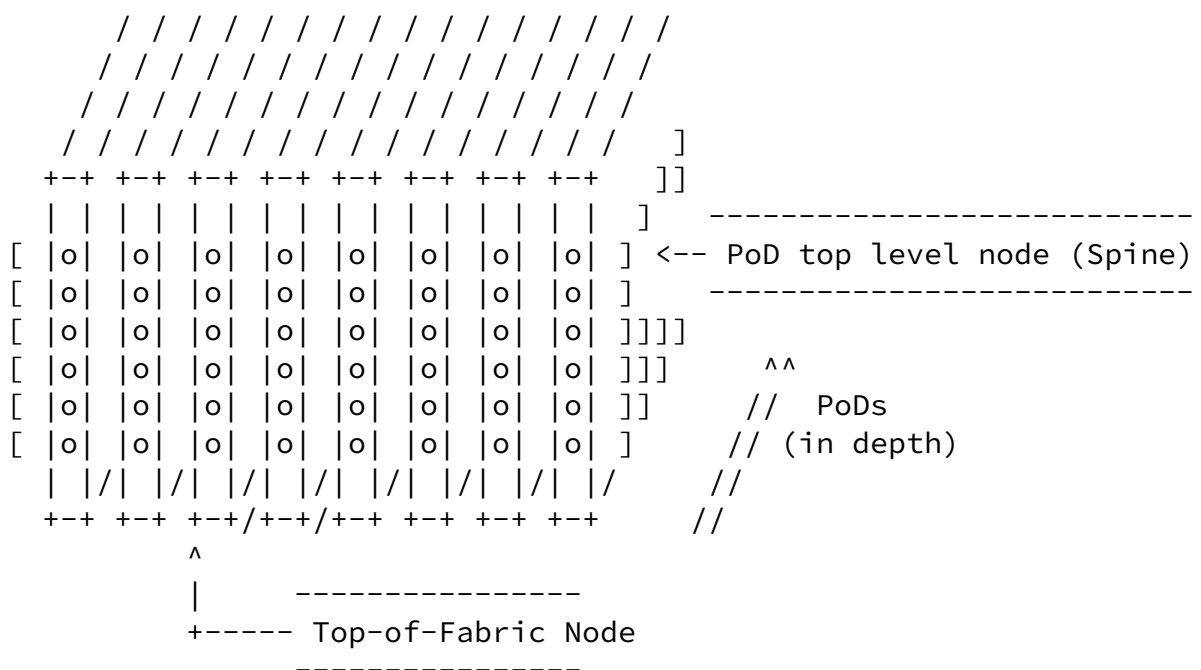 / / / / / / / / / / / / / / / /
/ / / / / / / / / / / / / / / /
/ / / / / / / / / / / / / / / /
/ / / / / / / / / / / / / / / /   ]
+-+ +-+ +-+ +-+ +-+ +-+ +-+ +-+   ]]
| | | | | | | | | | | | | | | |  ]   ---------------------------
[ |o| |o| |o| |o| |o| |o| |o| |o| ] <-- PoD top level node (Spine)
[ |o| |o| |o| |o| |o| |o| |o| |o| ]    ---------------------------
[ |o| |o| |o| |o| |o| |o| |o| |o| ]]]]
[ |o| |o| |o| |o| |o| |o| |o| |o| ]]]     ^^
[ |o| |o| |o| |o| |o| |o| |o| |o| ]]     //  PoDs
[ |o| |o| |o| |o| |o| |o| |o| |o| ]     // (in depth)
| |/| |/| |/| |/| |/| |/| |/| |/     //
+-+ +-+ +-+/+-+/+-+ +-+ +-+ +-+     //
^
|     ----------------
+----- Top-of-Fabric Node
----------------